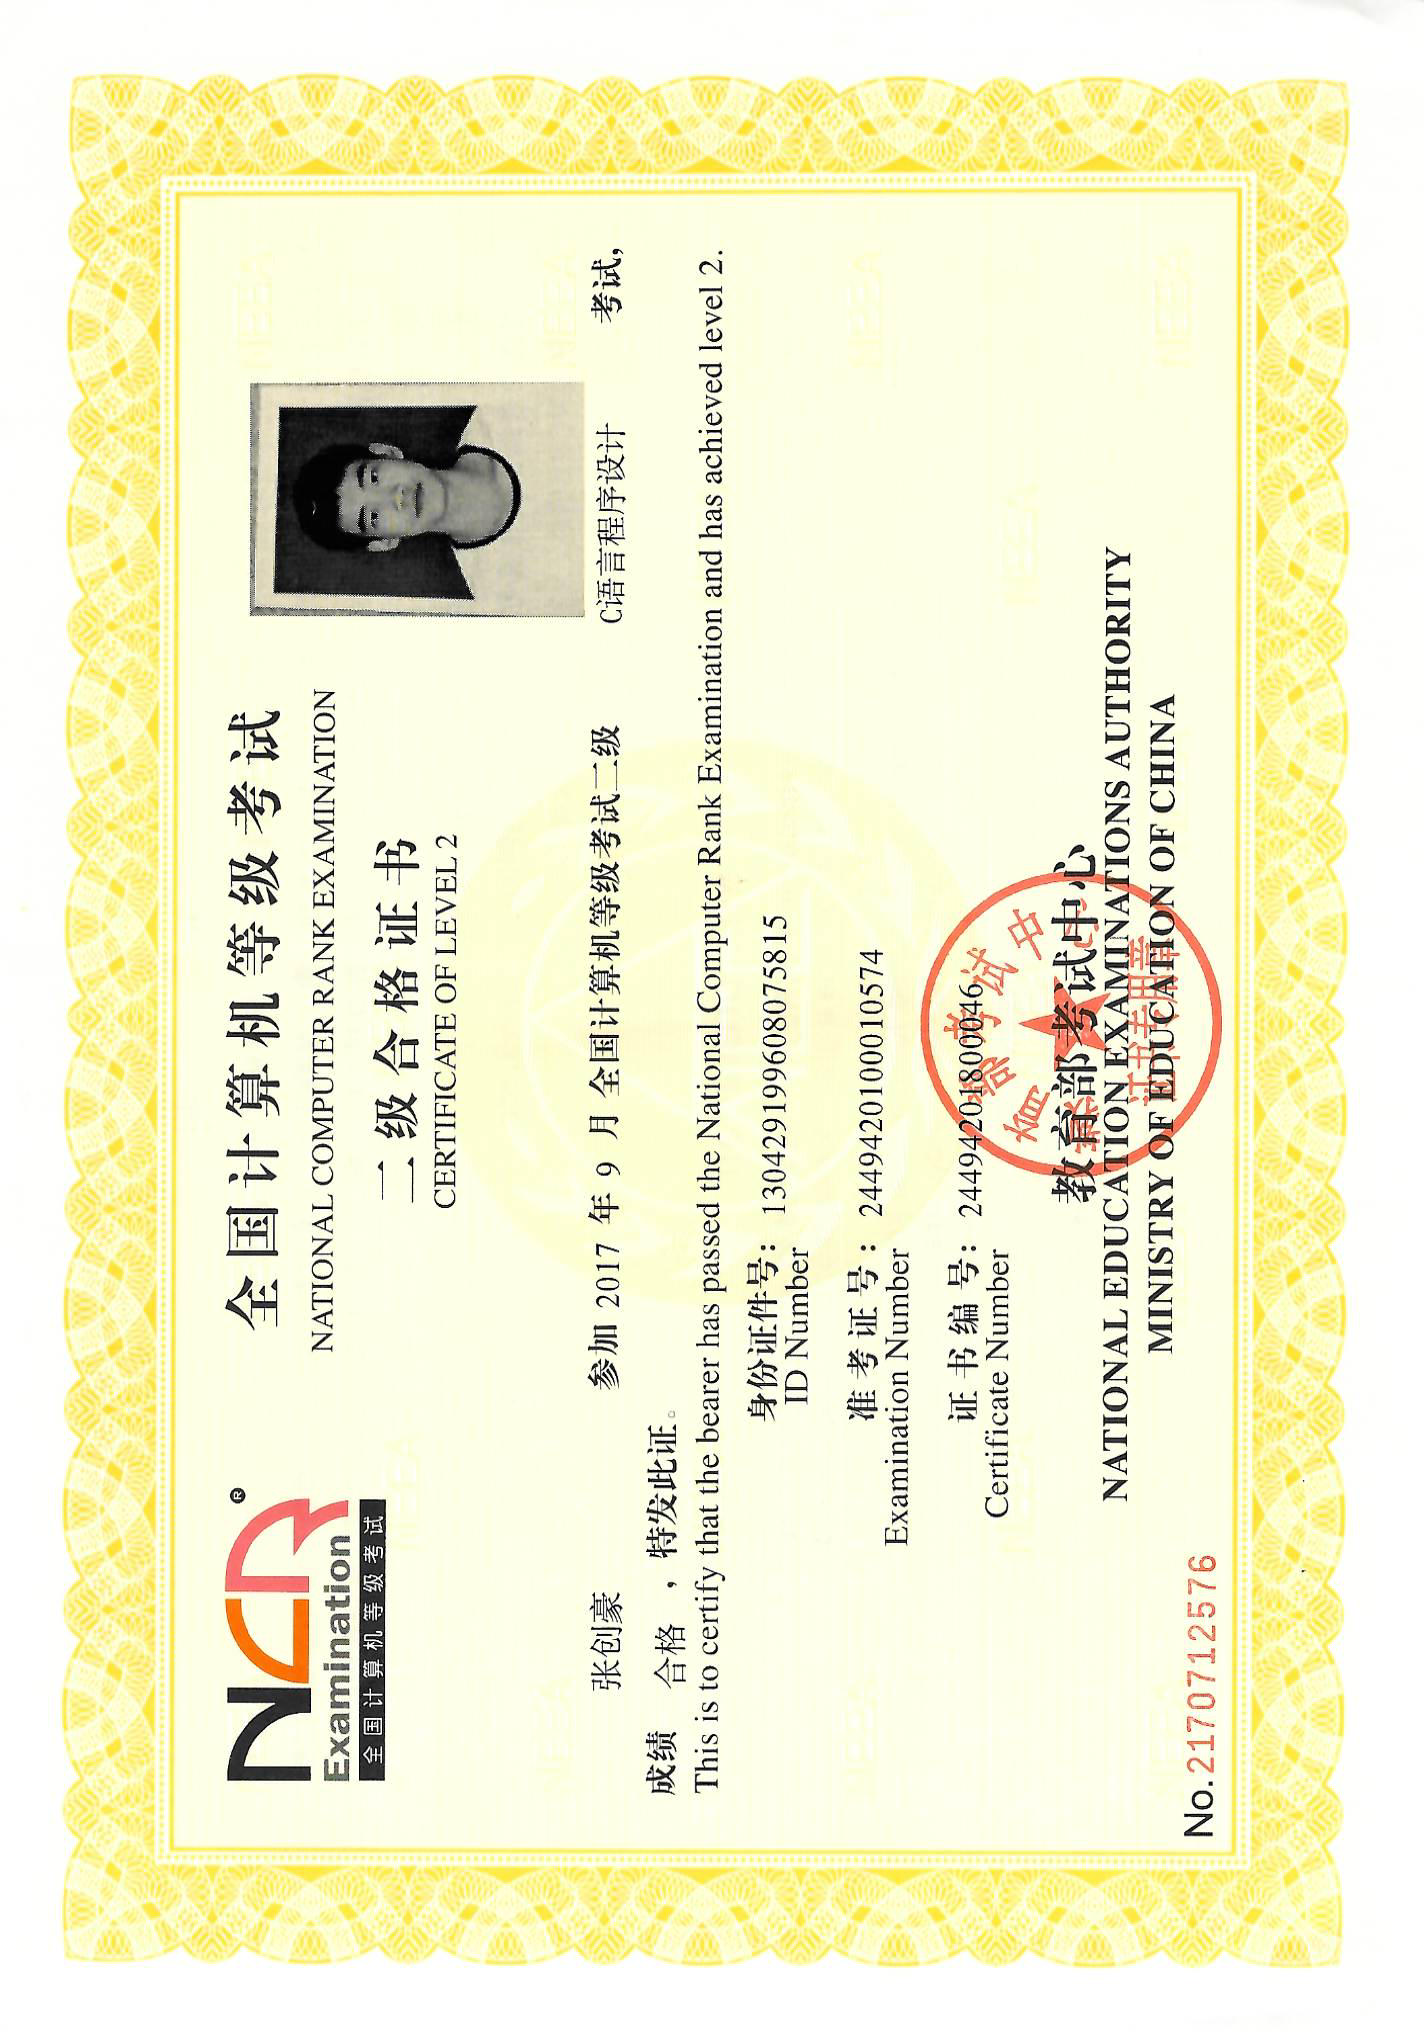 NCR®
Examination
全国计算机等级考试
全国计算机等级考试
NATIONAL COMPUTER RANK EXAMINATION
二级合格证书
CERTIFICATE OF LEVEL 2
张创豪 参加 2017 年 9 月 全国计算机等级考试二级 C语言程序设计 考试，
成绩 合格 ，特发此证。
This is to certify that the bearer has passed the National Computer Rank Examination and has achieved level 2.
身份证件号： 130429199608075815
ID Number
准考证号： 2449420100010574
Examination Number
证书编号： 24494201800046
Certificate Number
教育部考试中心
教育部考试中心
NATIONAL EDUCATION EXAMINATIONS AUTHORITY
证书专用章
MINISTRY OF EDUCATION OF CHINA
No.2170712576